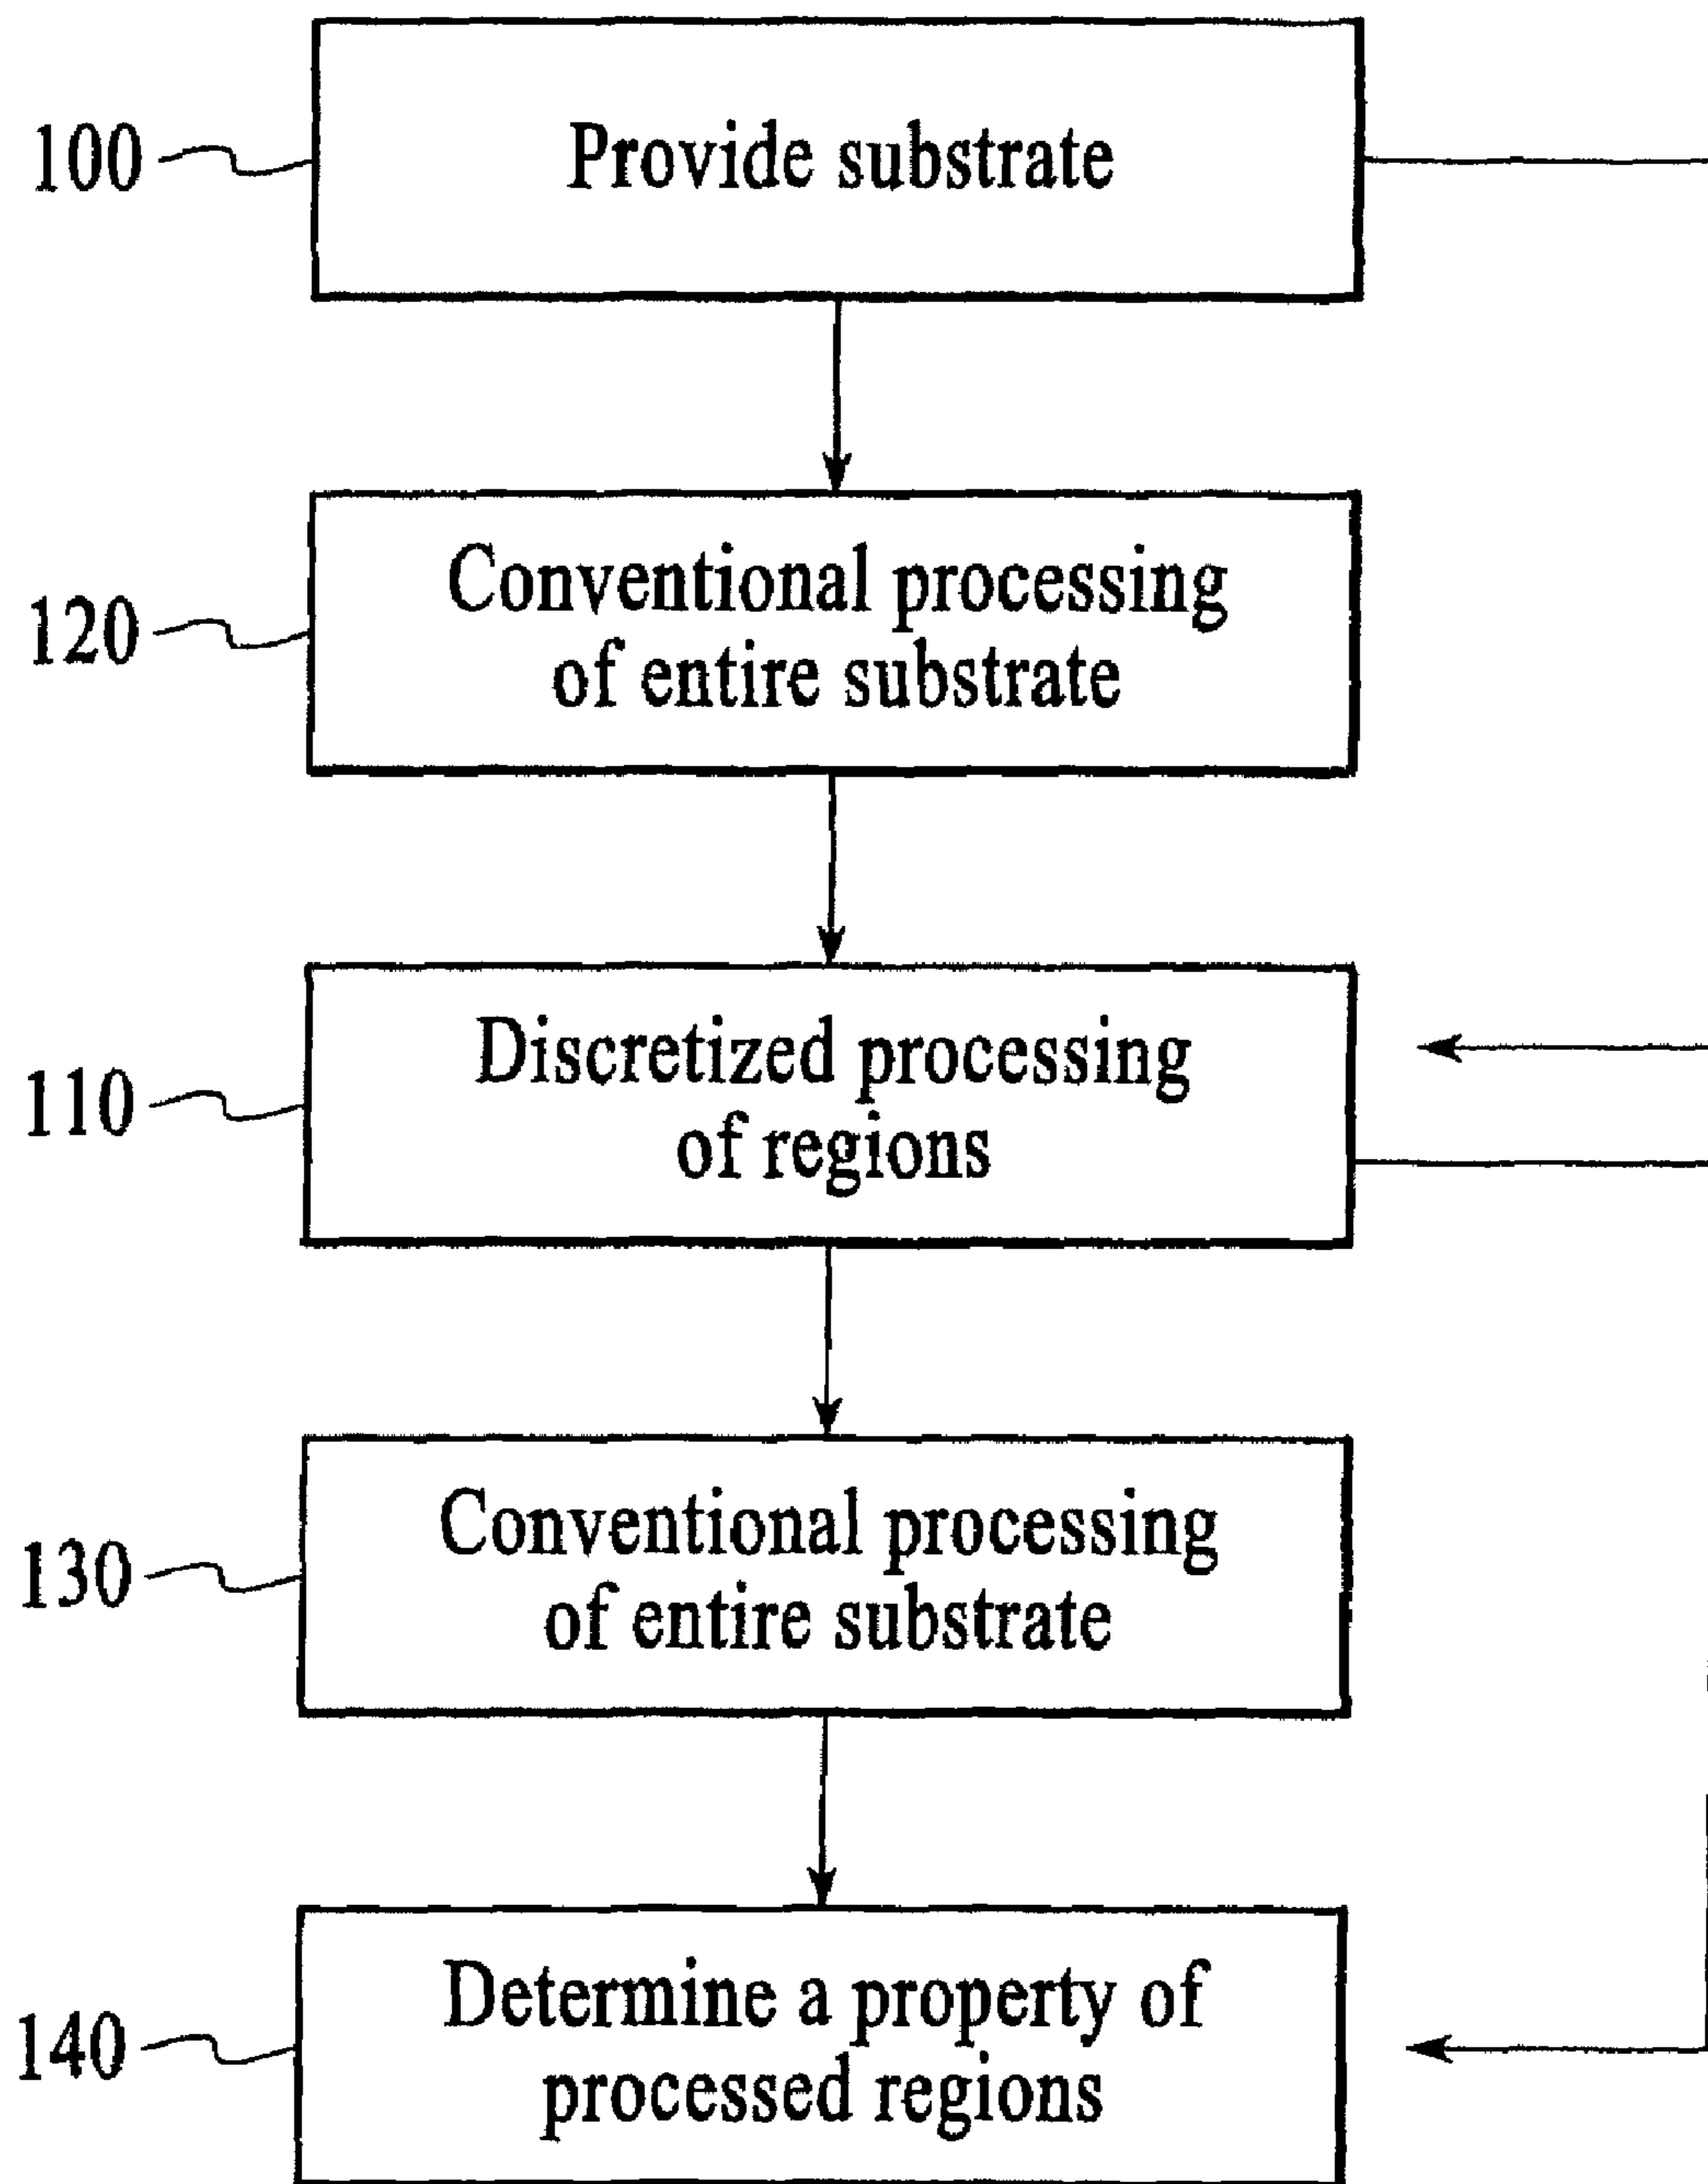 100
Provide substrate
120
Conventional processing
of entire substrate
110
Discretized processing
of regions
130
Conventional processing
of entire substrate
140
Determine a property of
processed regions